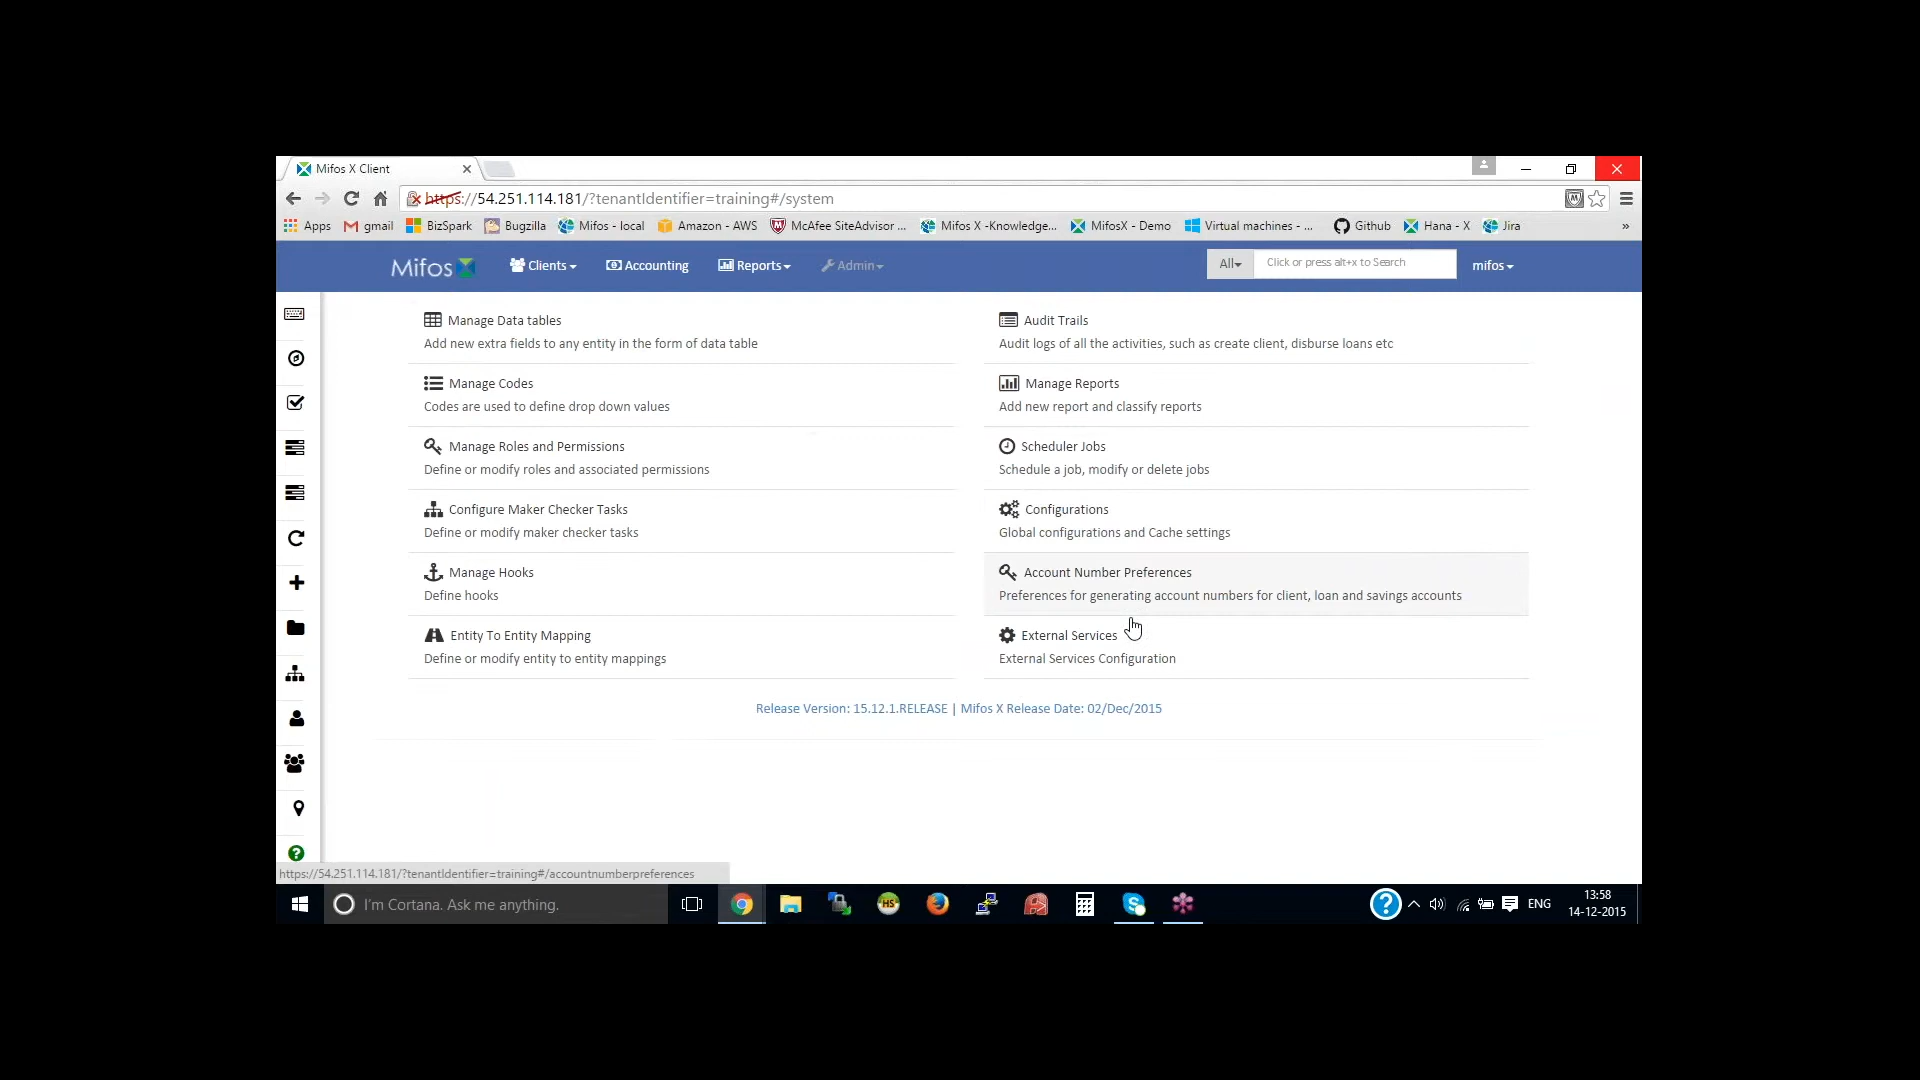 Mifos X Client
https://54.251.114.181/?tenantIdentifier=training#/system
Apps gmail BizSpark Bugzilla Mifos - local Amazon - AWS McAfee SiteAdvisor ... Mifos X -Knowledge... MifosX - Demo Virtual machines - ... Github Hana - X Jira »
Mifos X Clients Accounting Reports Admin All Click or press alt+x to Search mifos
Manage Data tables
Add new extra fields to any entity in the form of data table
Manage Codes
Codes are used to define drop down values
Manage Roles and Permissions
Define or modify roles and associated permissions
Configure Maker Checker Tasks
Define or modify maker checker tasks
Manage Hooks
Define hooks
Entity To Entity Mapping
Define or modify entity to entity mappings
Audit Trails
Audit logs of all the activities, such as create client, disburse loans etc
Manage Reports
Add new report and classify reports
Scheduler Jobs
Schedule a job, modify or delete jobs
Configurations
Global configurations and Cache settings
Account Number Preferences
Preferences for generating account numbers for client, loan and savings accounts
External Services
External Services Configuration
Release Version: 15.12.1.RELEASE | Mifos X Release Date: 02/Dec/2015
https://54.251.114.181/?tenantIdentifier=training#/accountnumberpreferences
I'm Cortana. Ask me anything.
HS
ENG
13:58
14-12-2015